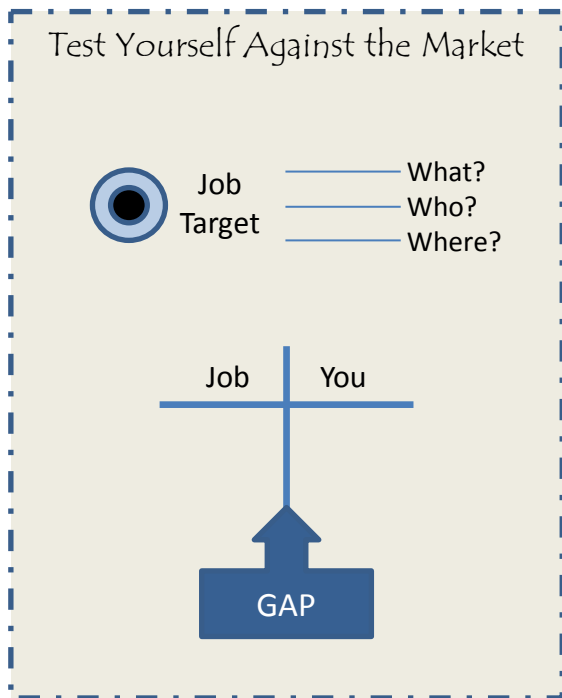 Test Yourself Against the Market
Job
Target
What?
Who?
Where?
Job
You
GAP